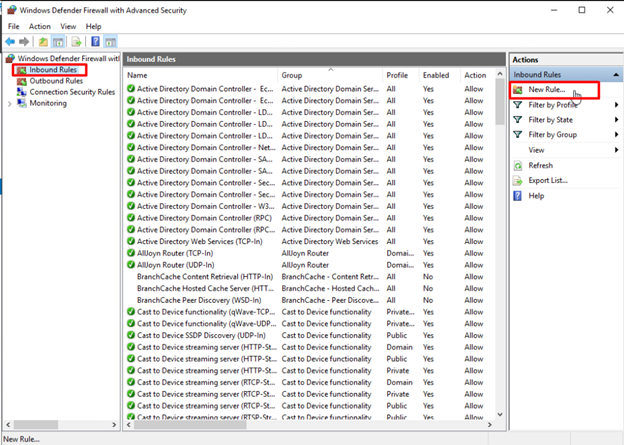 Windows Defender Firewall with Advanced Security
File Action View Help
Windows Defender Firewall witl
Inbound Rules
Outbound Rules
Connection Security Rules
Monitoring
Inbound Rules
Name Group Profile Enabled Action
Active Directory Domain Controller - Ec... Active Directory Domain Ser... All Yes Allow
Active Directory Domain Controller - Ec... Active Directory Domain Ser... All Yes Allow
Active Directory Domain Controller - LD... Active Directory Domain Ser... All Yes Allow
Active Directory Domain Controller - LD... Active Directory Domain Ser... All Yes Allow
Active Directory Domain Controller - LD... Active Directory Domain Ser... All Yes Allow
Active Directory Domain Controller - Net... Active Directory Domain Ser... All Yes Allow
Active Directory Domain Controller - SA... Active Directory Domain Ser... All Yes Allow
Active Directory Domain Controller - SA... Active Directory Domain Ser... All Yes Allow
Active Directory Domain Controller - Sec... Active Directory Domain Ser... All Yes Allow
Active Directory Domain Controller - Sec... Active Directory Domain Ser... All Yes Allow
Active Directory Domain Controller - W3... Active Directory Domain Ser... All Yes Allow
Active Directory Domain Controller (RPC) Active Directory Domain Ser... All Yes Allow
Active Directory Domain Controller (RPC... Active Directory Domain Ser... All Yes Allow
Active Directory Web Services (TCP-In) Active Directory Web Services All Yes Allow
AllJoyn Router (TCP-In) AllJoyn Router Domai... Yes Allow
AllJoyn Router (UDP-In) AllJoyn Router Domai... Yes Allow
BranchCache Content Retrieval (HTTP-In) BranchCache - Content Retr... All No Allow
BranchCache Hosted Cache Server (HTT... BranchCache - Hosted Cach... All No Allow
BranchCache Peer Discovery (WSD-In) BranchCache - Peer Discove... All No Allow
Cast to Device functionality (qWave-TCP... Cast to Device functionality Private... Yes Allow
Cast to Device functionality (qWave-UDP... Cast to Device functionality Private... Yes Allow
Cast to Device SSDP Discovery (UDP-In) Cast to Device functionality Public Yes Allow
Cast to Device streaming server (HTTP-St... Cast to Device functionality Domain Yes Allow
Cast to Device streaming server (HTTP-St... Cast to Device functionality Public Yes Allow
Cast to Device streaming server (HTTP-St... Cast to Device functionality Private Yes Allow
Cast to Device streaming server (RTCP-St... Cast to Device functionality Domain Yes Allow
Cast to Device streaming server (RTCP-St... Cast to Device functionality Private Yes Allow
Cast to Device streaming server (RTCP-St... Cast to Device functionality Public Yes Allow
Cast to Device streaming server (RTSP-St... Cast to Device functionality Domain Yes Allow
Actions
Inbound Rules
New Rule...
Filter by Profile
Filter by State
Filter by Group
View
Refresh
Export List...
Help
New Rule...